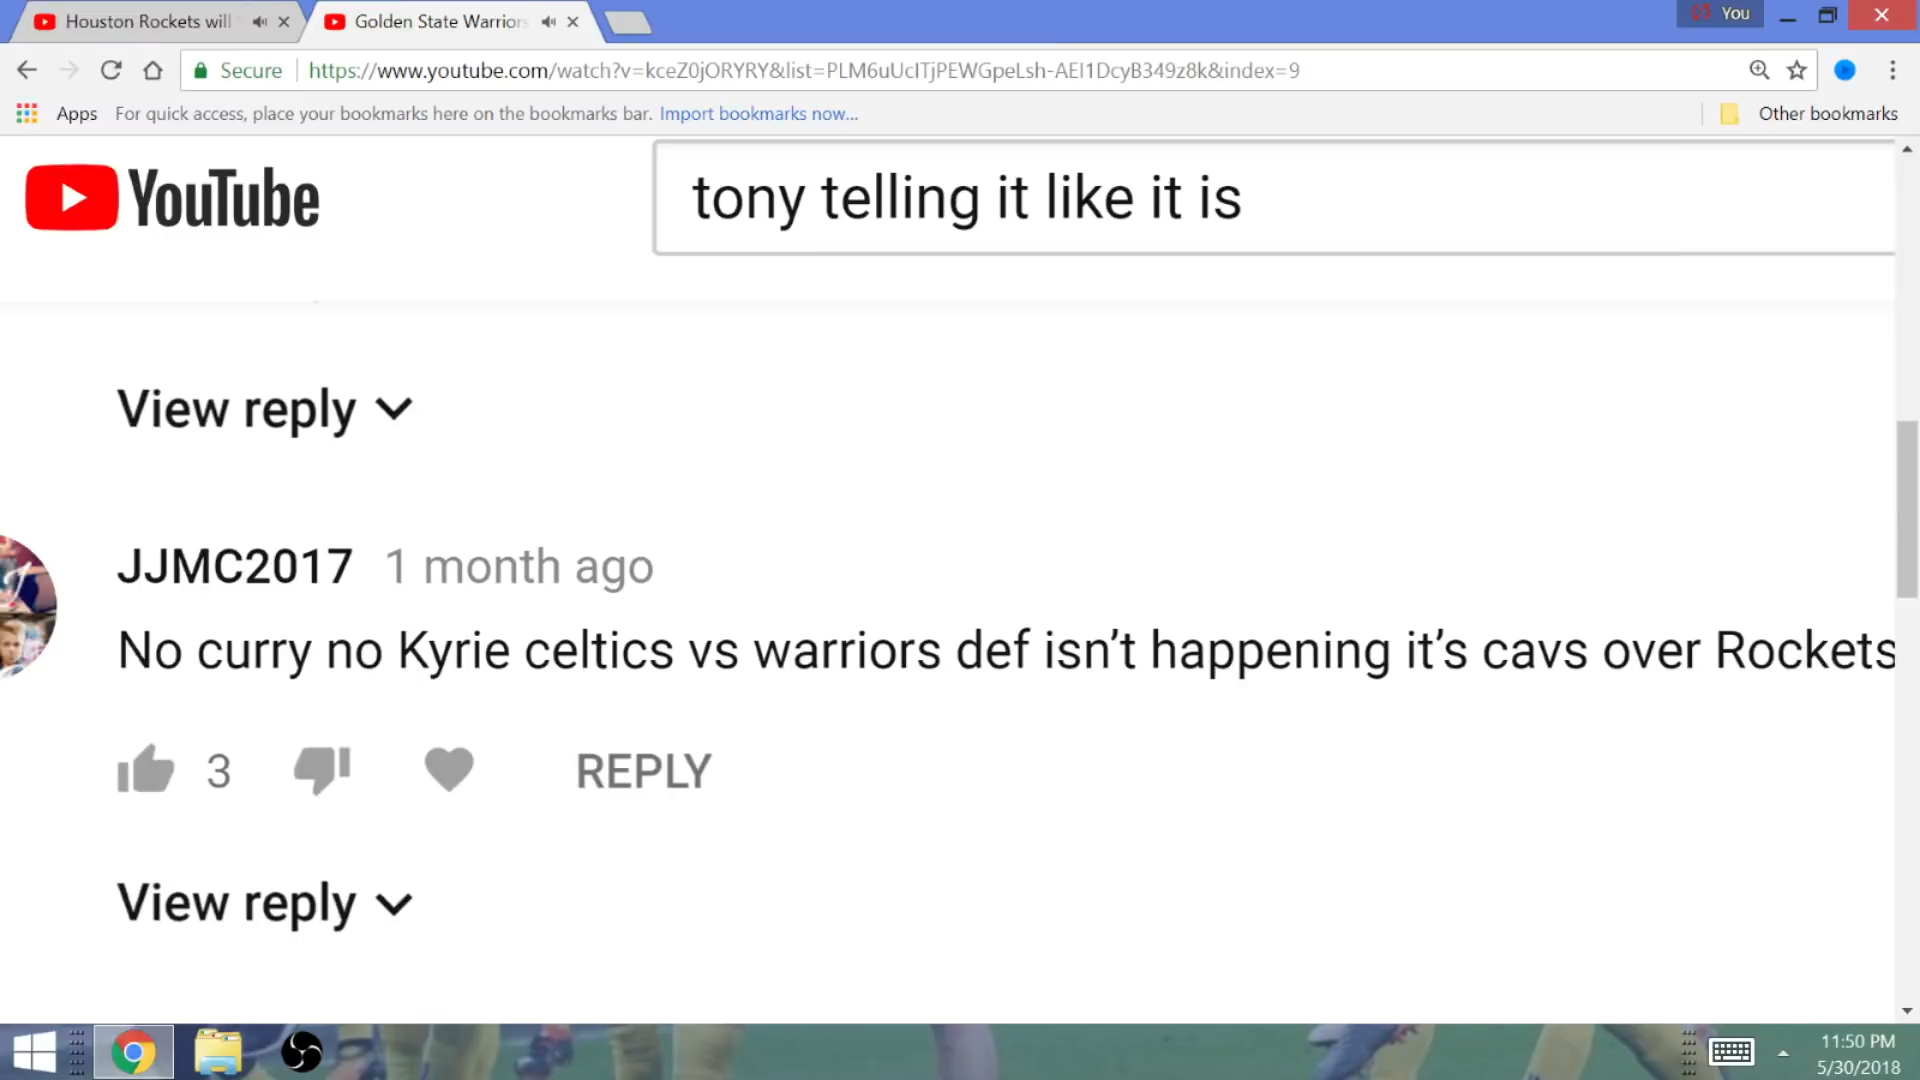 Houston Rockets will
Golden State Warriors
You
Secure
https://www.youtube.com/watch?v=kceZ0jORYRY&list=PLM6uUcITjPEWGpeLsh-AEI1DcyB349z8k&index=9
Apps
For quick access, place your bookmarks here on the bookmarks bar.
Import bookmarks now...
Other bookmarks
YouTube
tony telling it like it is
View reply
JJMC2017 1 month ago
No curry no Kyrie celtics vs warriors def isn’t happening it’s cavs over Rockets
3
REPLY
View reply
11:50 PM
5/30/2018